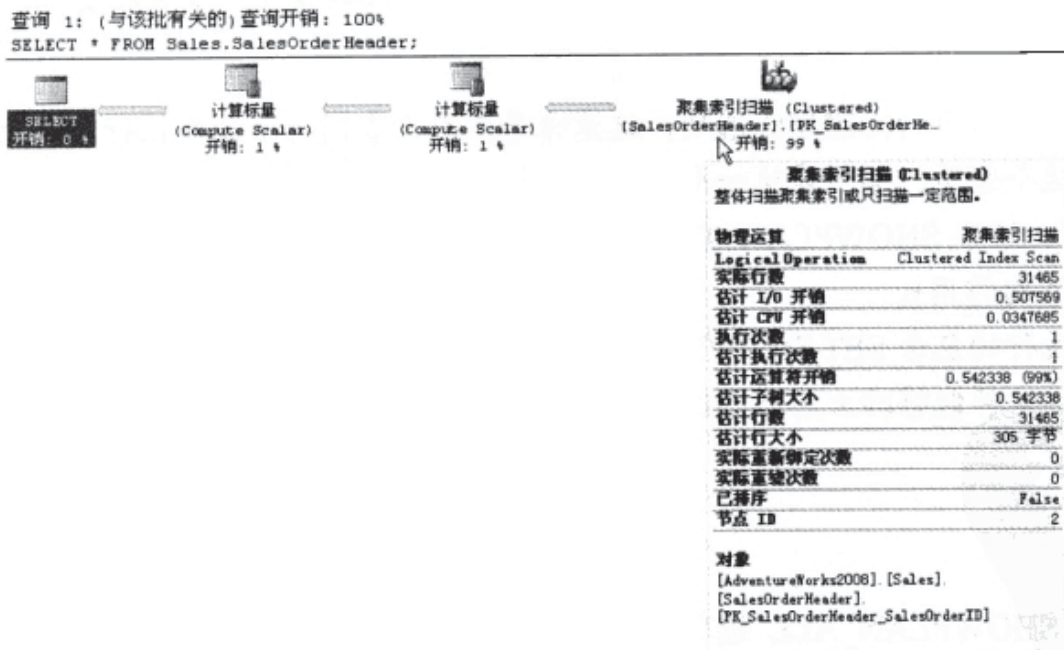 查询 1: (与该批有关的)查询开销: 100%
SELECT * FROM Sales.SalesOrderHeader;
SELECT
开销: 0 %
计算标量
(Compute Scalar)
开销: 1 %
计算标量
(Compute Scalar)
开销: 1 %
聚集索引扫描 (Clustered)
[SalesOrderHeader].[PK_SalesOrderHe…
开销: 99 %
聚集索引扫描 (Clustered)
整体扫描聚集索引或只扫描一定范围。
物理运算 聚集索引扫描
Logical Operation Clustered Index Scan
实际行数 31465
估计 I/O 开销 0.507569
估计 CPU 开销 0.0347685
执行次数 1
估计执行次数 1
估计运算符开销 0.542338 (99%)
估计子树大小 0.542338
估计行数 31465
估计行大小 305 字节
实际重新绑定次数 0
实际重绕次数 0
已排序 False
节点 ID 2
对象
[AdventureWorks2008].[Sales].
[SalesOrderHeader].
[PK_SalesOrderHeader_SalesOrderID]